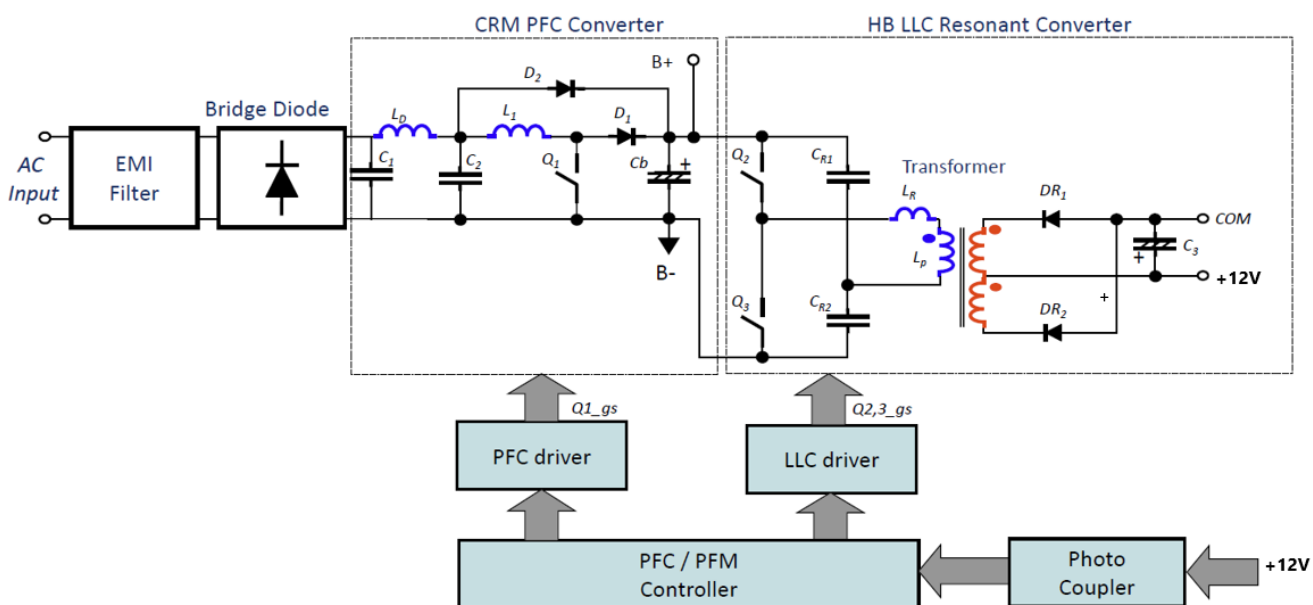 CRM PFC Converter
HB LLC Resonant Converter
B+
D2
Bridge Diode
LD
L1
D1
AC
Input
EMI
Filter
C1
C2
Q1
Cb
+
Q2
CR1
Transformer
LR
DR1
COM
Lp
C3
+
B-
+12V
Q3
CR2
+
DR2
Q1_gs
Q2,3_gs
PFC driver
LLC driver
PFC / PFM
Controller
Photo
Coupler
+12V